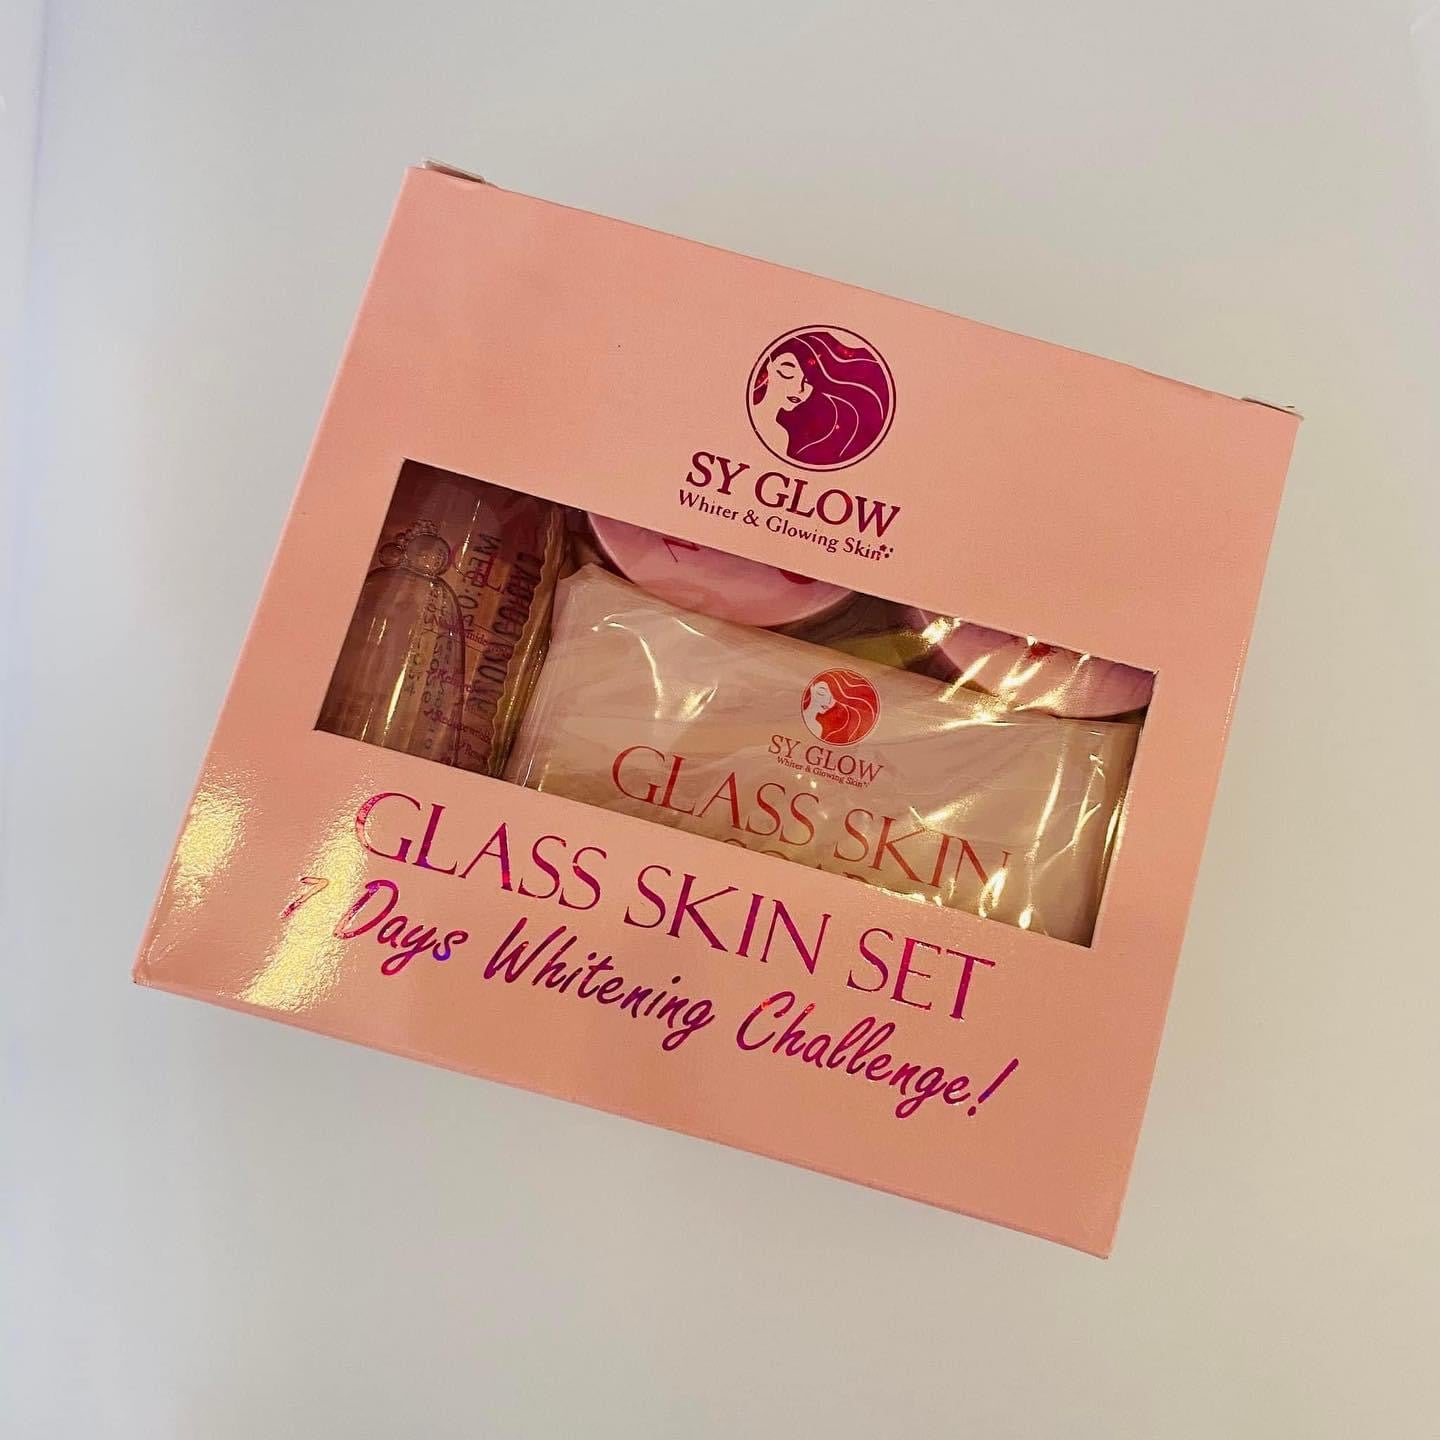 SY GLOW
Whiter & Glowing Skin
SY GLOW
Whiter & Glowing Skin
GLASS SKIN
GLASS SKIN SET
7 Days Whitening Challenge!